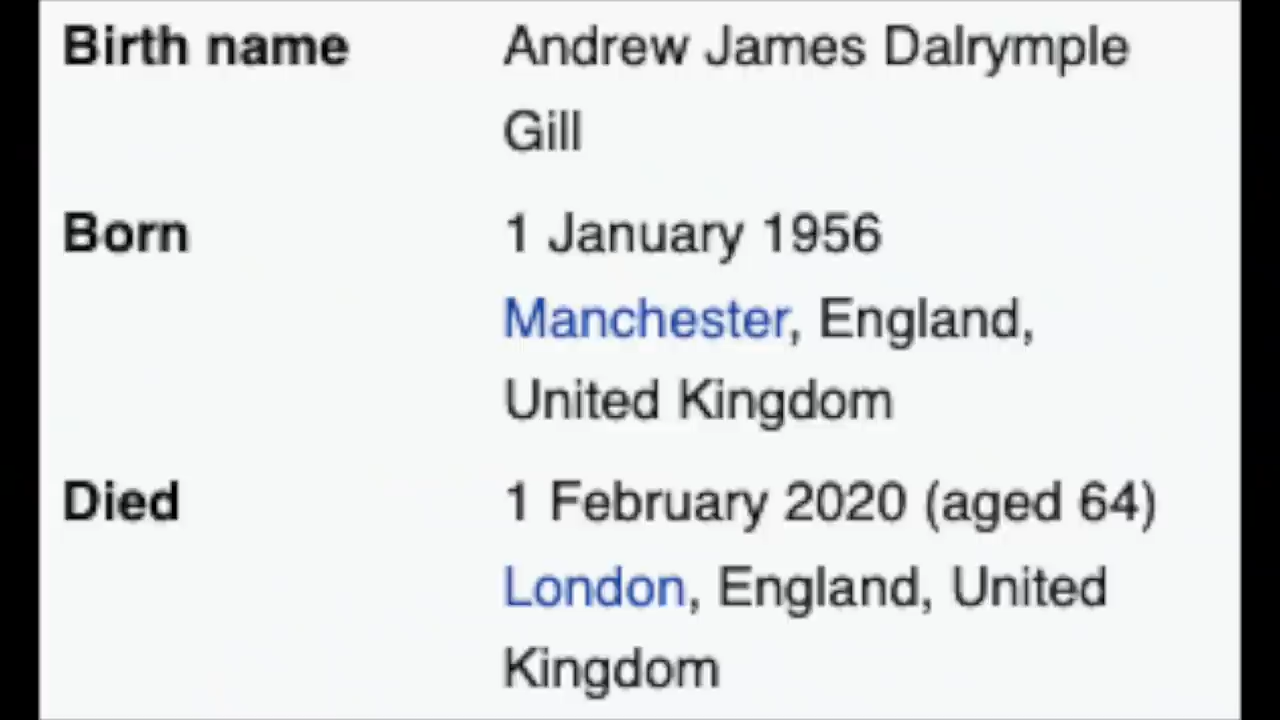 Birth name Andrew James Dalrymple
Gill
Born 1 January 1956
Manchester, England,
United Kingdom
Died 1 February 2020 (aged 64)
London, England, United
Kingdom